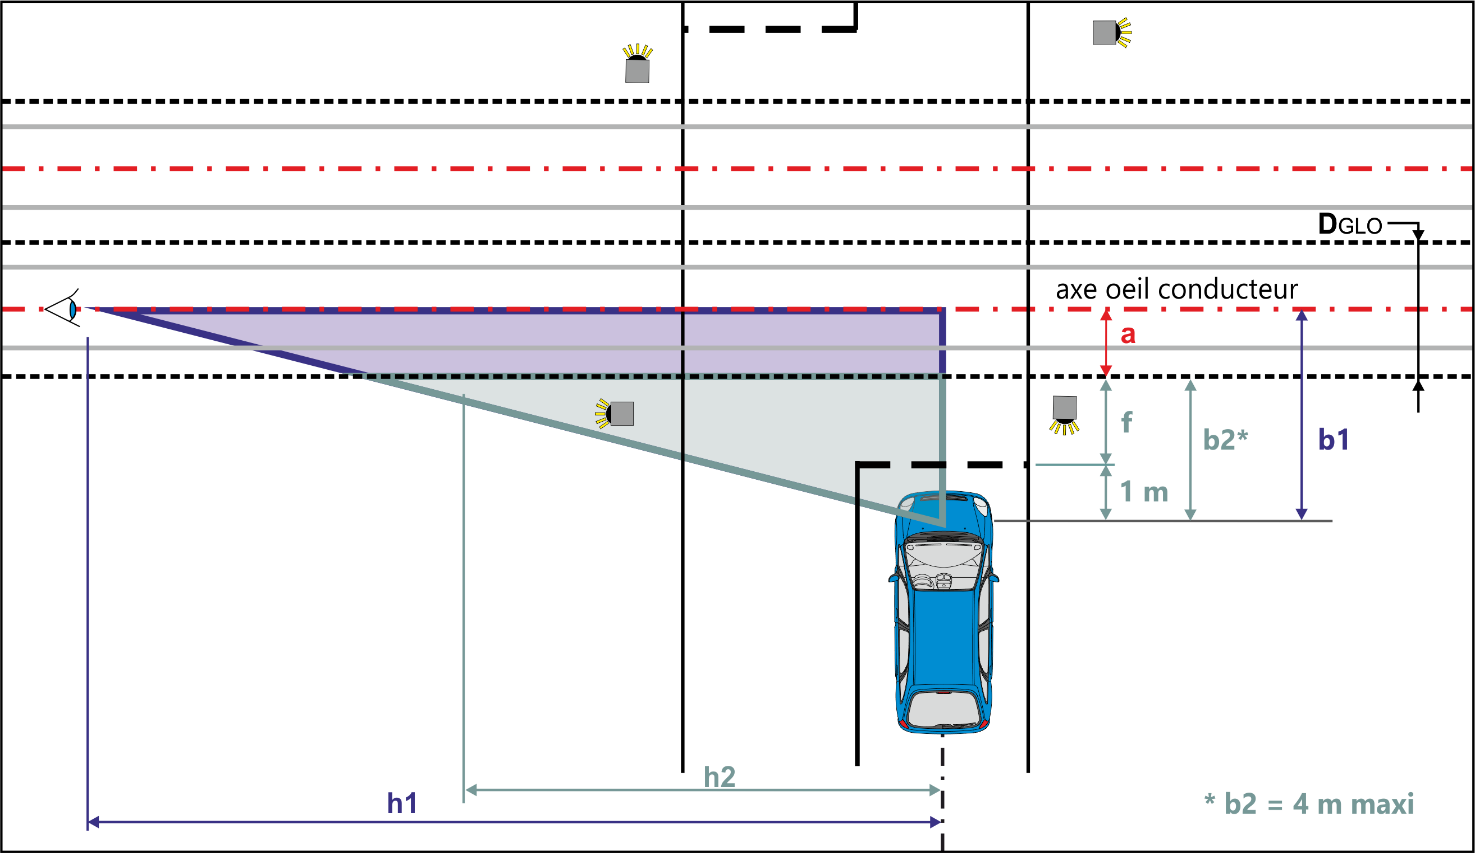 DGLO
axe oeil conducteur
a
f
b2*
b1
1 m
h2
h1
* b2 = 4 m maxi